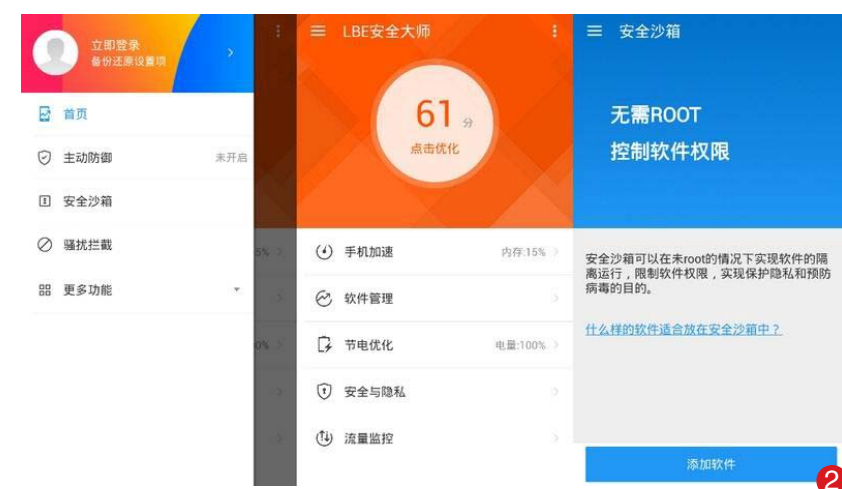 立即登录
备份还原设置项
首页
主动防御 未开启
安全沙箱
骚扰拦截
更多功能
5%
0%
LBE安全大师
61分
点击优化
手机加速 内存:15%
软件管理
节电优化 电量:100%
安全与隐私
流量监控
安全沙箱
无需ROOT
控制软件权限
安全沙箱可以在未root的情况下实现软件的隔
离运行，限制软件权限，实现保护隐私和预防
病毒的目的。
什么样的软件适合放在安全沙箱中？
添加软件
2